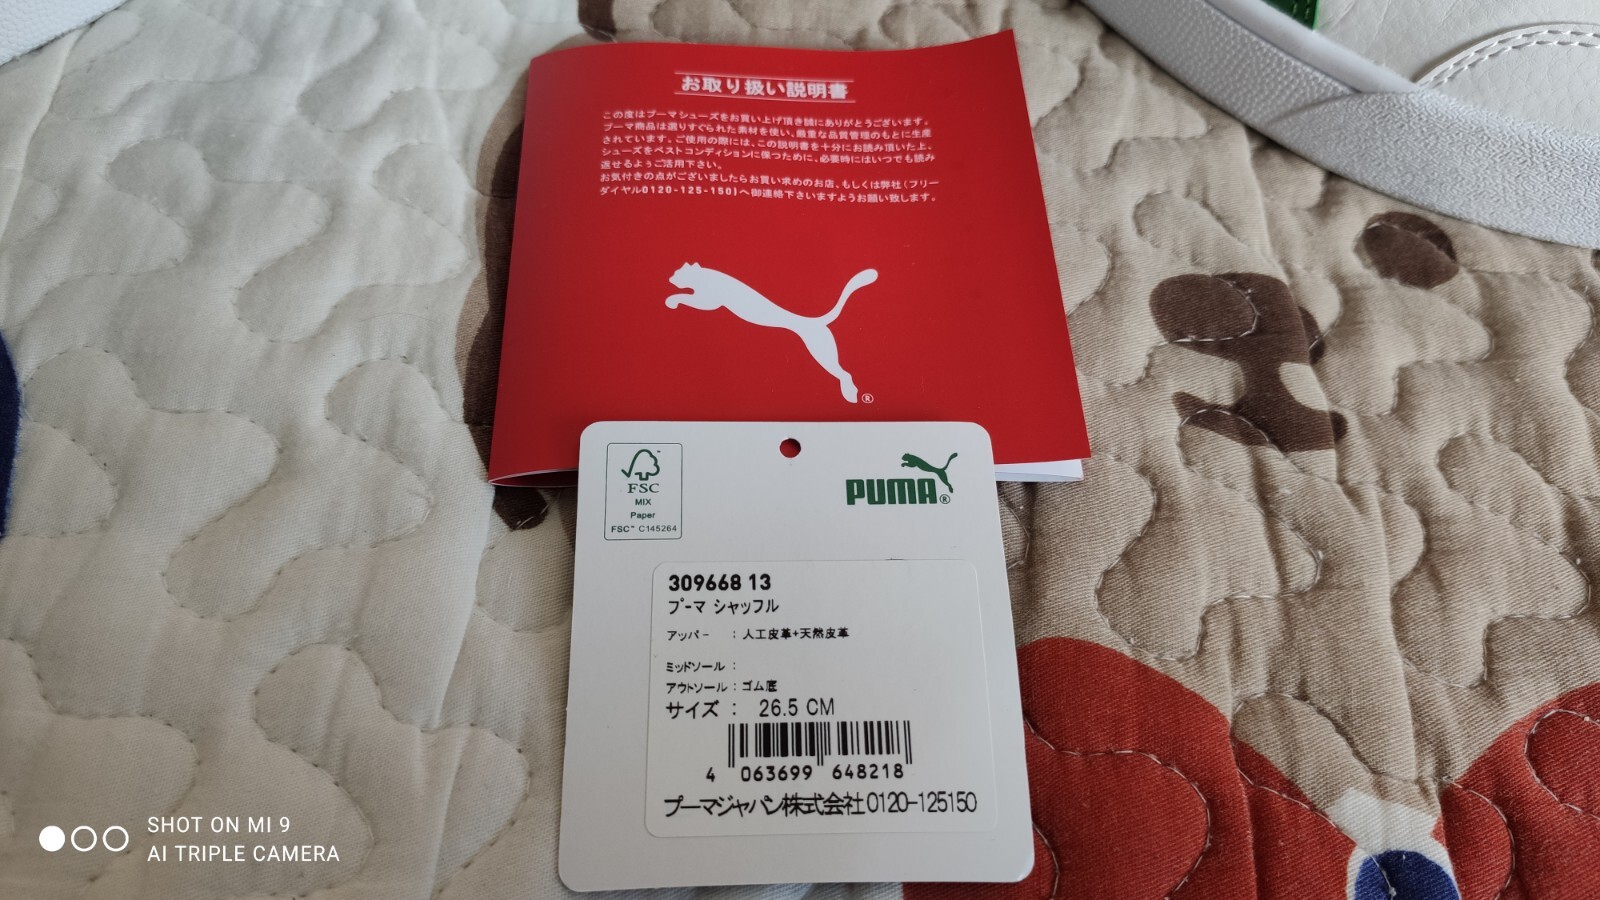 お取り扱い説明書
この度はプーマシューズをお買い上げ頂き誠にありがとうございます。
プーマ商品は選りすぐられた素材を使い、厳重な品質管理のもとに生産
されています。ご使用の際には、この説明書を十分にお読み頂いた上、
シューズをベストコンディションに保つために、必要時にはいつでも読み
返せるよぅご活用下さい。
お気付きの点がございましたらお買い求めのお店、もしくは弊社(フリー
ダイヤル0120-125-150)へ御連絡下さいますようお願い致します。
®
FSC
MIX
Paper
FSC™ C145264
PUMA®
309668 13
プーマ シャッフル
アッパー : 人工皮革+天然皮革
ミッドソール :
アウトソール : ゴム底
サイズ : 26.5 CM
4 063699 648218
プーマジャパン株式会社0120-125150
SHOT ON MI 9
AI TRIPLE CAMERA